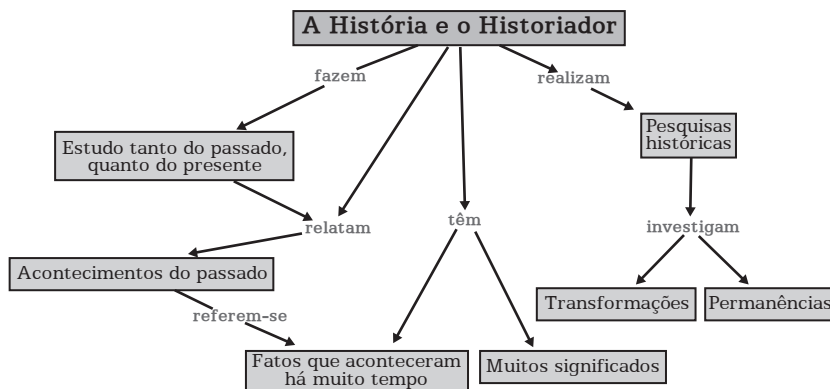 A História e o Historiador
fazem
realizam
Estudo tanto do passado,
quanto do presente
Pesquisas
históricas
relatam
têm
investigam
Acontecimentos do passado
Transformações
Permanências
referem-se
Fatos que aconteceram
há muito tempo
Muitos significados